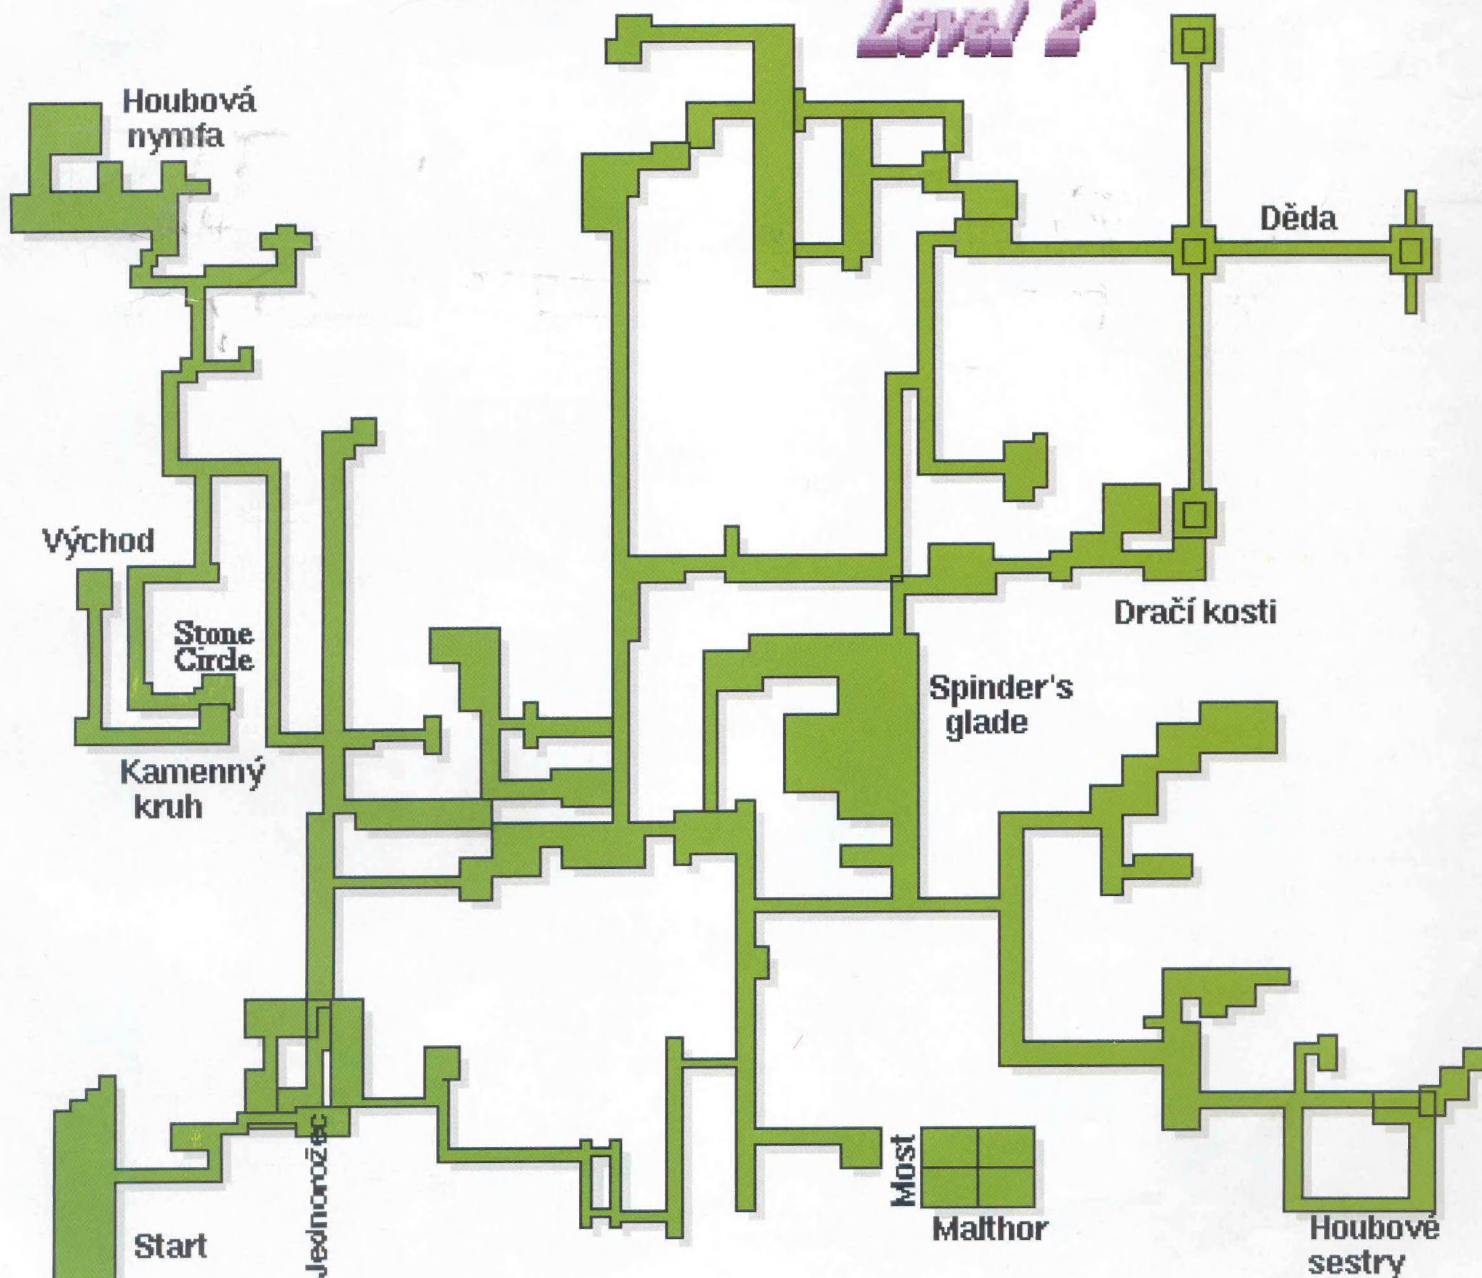 Level 2
Houbová
nymfa
Děda
Východ
Stone
Circle
Dračí kosti
Spinder's
glade
Kamenný
kruh
Jednorožec
Most
Malthor
Start
Houbové
sestry